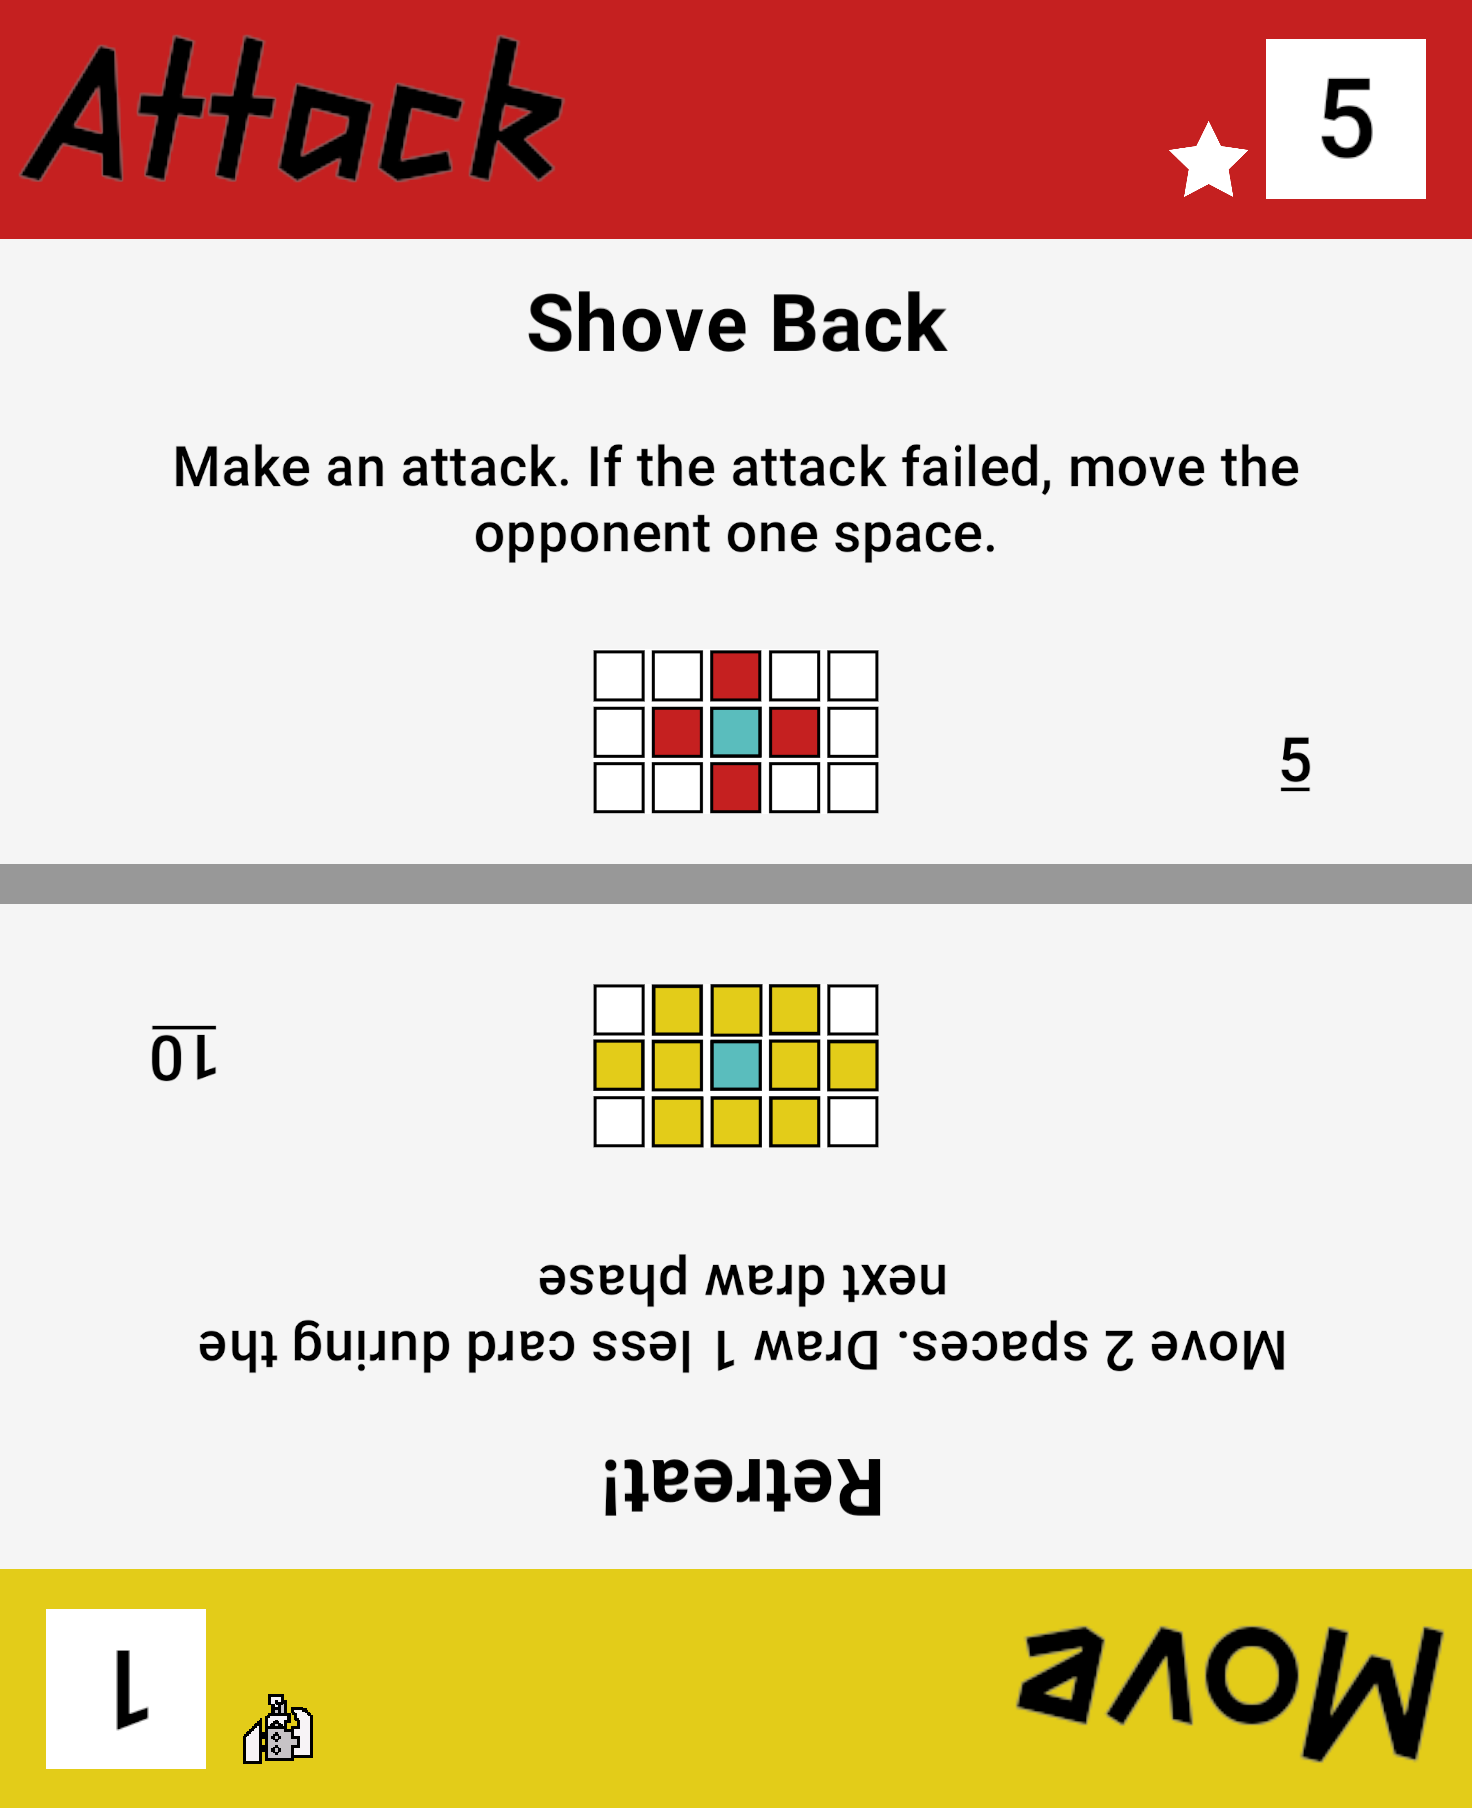 Attack
5
Shove Back
Make an attack. If the attack failed, move the
opponent one space.
5
Move
1
Retreat!
Move 2 spaces. Draw 1 less card during the
next draw phase
10